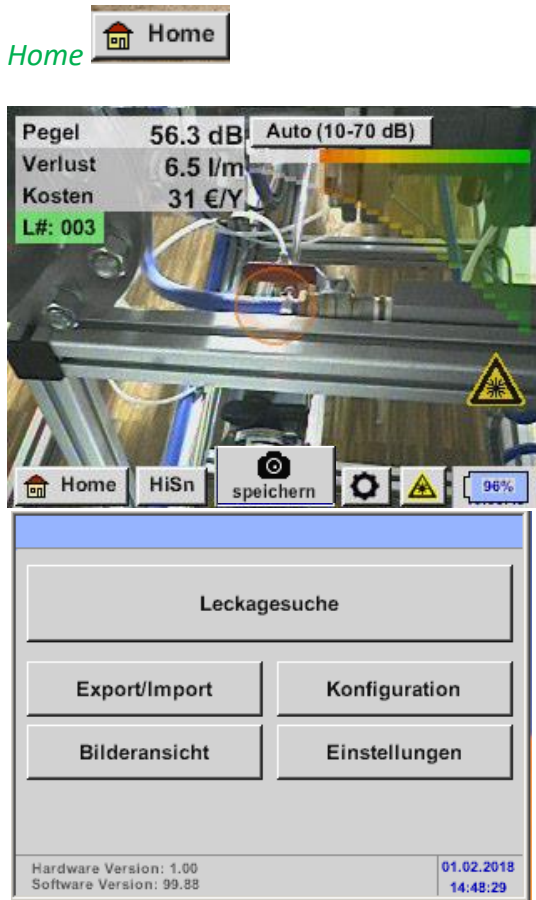 Home Home
Pegel 56.3 dB Auto (10-70 dB)
Verlust 6.5 l/m
Kosten 31 €/Y
L#: 003
Home HiSn speichern 96%
Leckagesuche
Export/Import Konfiguration
Bilderansicht Einstellungen
Hardware Version: 1.00 01.02.2018
Software Version: 99.88 14:48:29